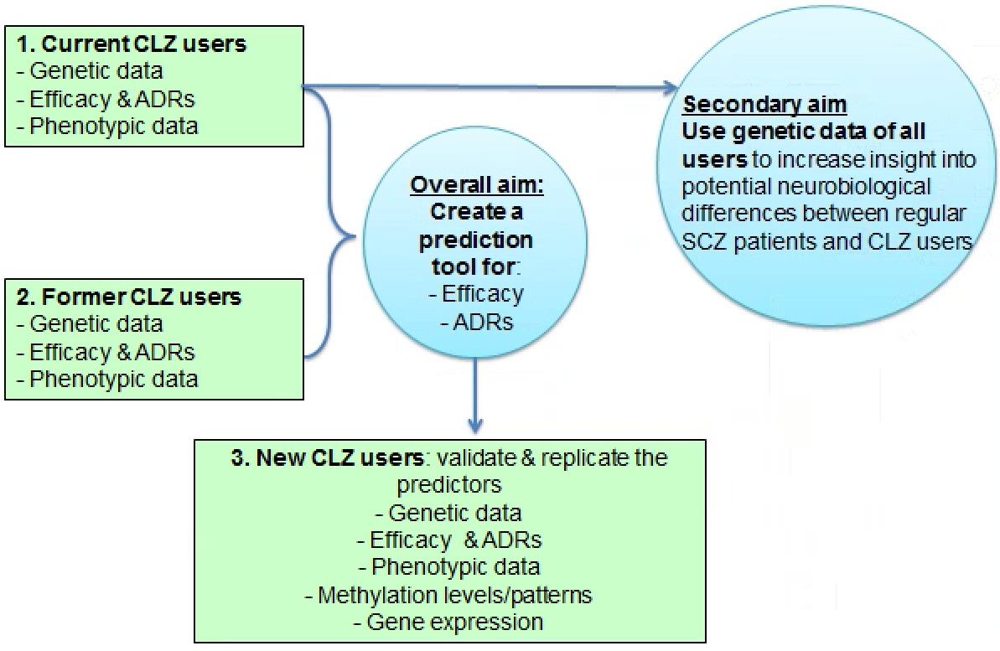 1. Current CLZ users
- Genetic data
- Efficacy & ADRs
- Phenotypic data
Secondary aim
Use genetic data of all
users to increase insight into
potential neurobiological
differences between regular
SCZ patients and CLZ users
Overall aim:
Create a
prediction
tool for:
- Efficacy
- ADRs
2. Former CLZ users
- Genetic data
- Efficacy & ADRs
- Phenotypic data
3. New CLZ users: validate & replicate the
predictors
- Genetic data
- Efficacy & ADRs
- Phenotypic data
- Methylation levels/patterns
- Gene expression